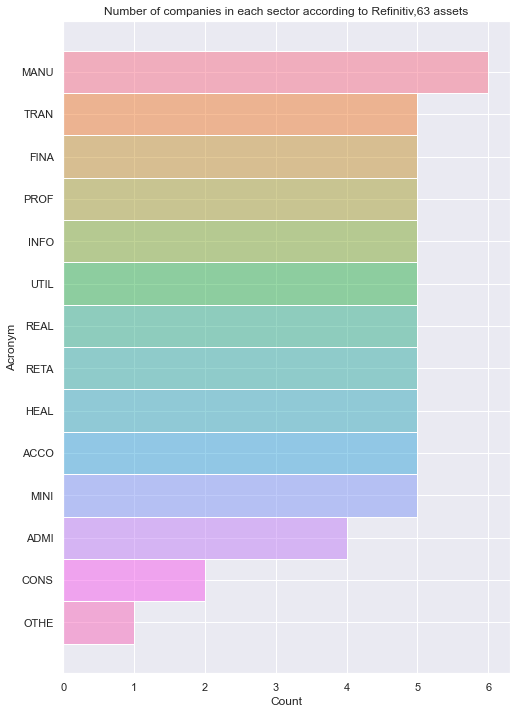 Number of companies in each sector according to Refinitiv,63 assets
MANU
TRAN
FINA
PROF
INFO
UTIL
REAL
RETA
HEAL
ACCO
MINI
ADMI
CONS
OTHE
Acronym
0 1 2 3 4 5 6
Count